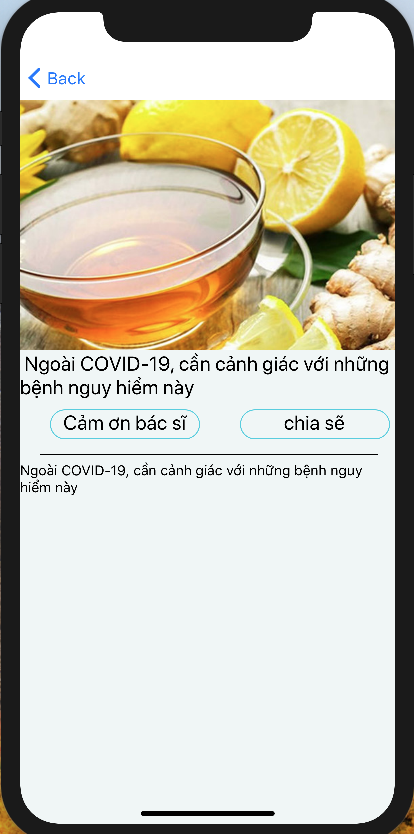 Back
Ngoài COVID-19, cần cảnh giác với những
bệnh nguy hiểm này
Cảm ơn bác sĩ
chia sẽ
Ngoài COVID-19, cần cảnh giác với những bệnh nguy
hiểm này